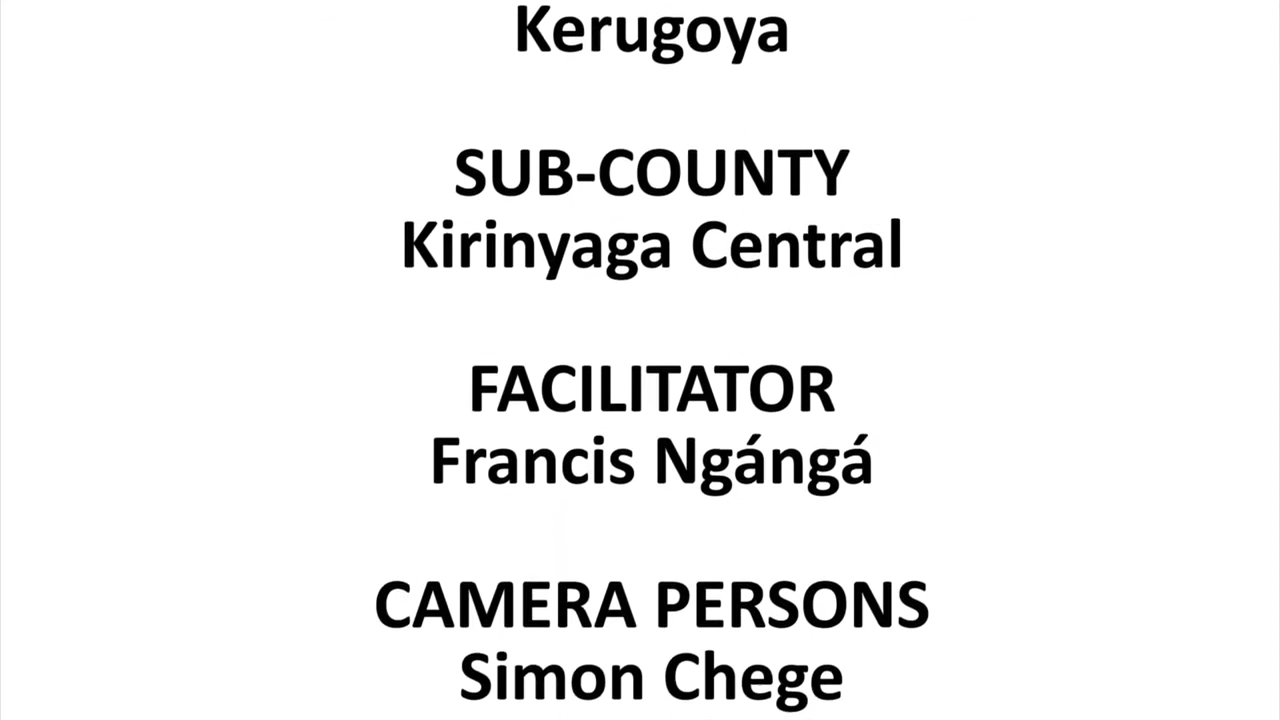 Kerugoya
SUB-COUNTY
Kirinyaga Central
FACILITATOR
Francis Ngángá
CAMERA PERSONS
Simon Chege